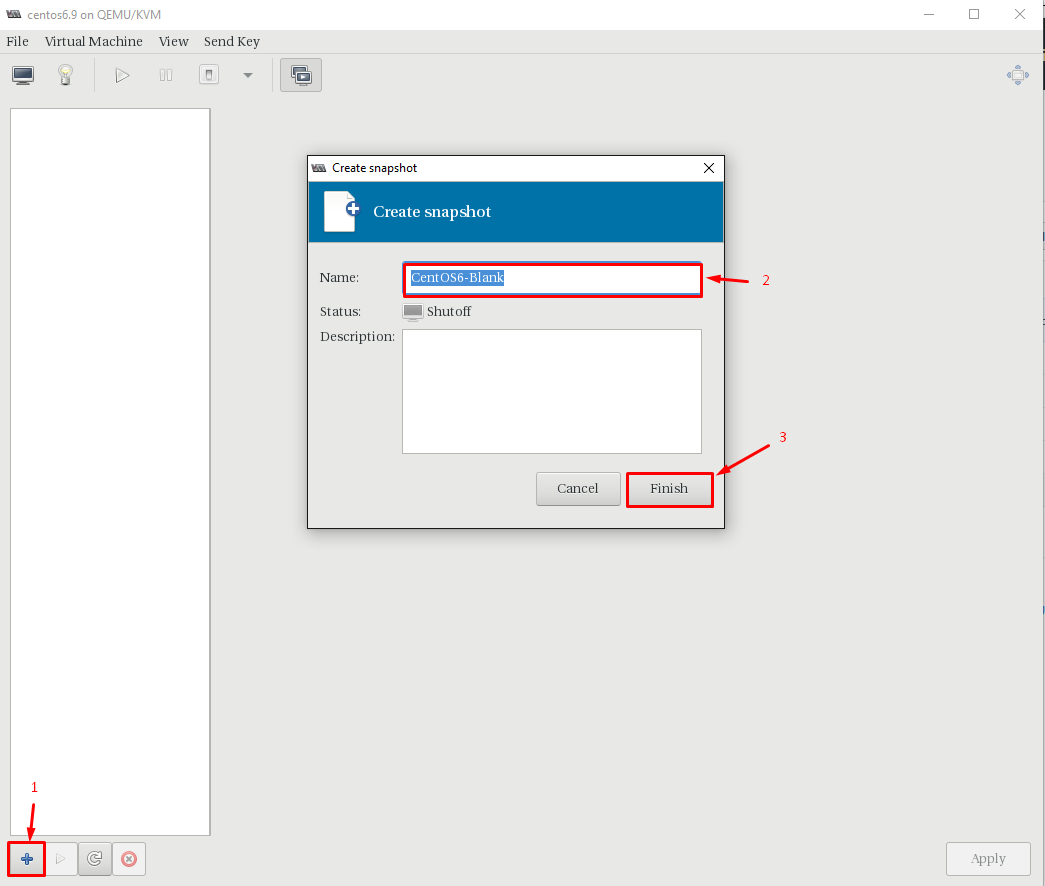 centos6.9 on QEMU/KVM
File Virtual Machine View Send Key
Create snapshot
Create snapshot
Name: CentOS6-Blank
2
Status: Shutoff
Description:
3
Cancel Finish
1
Apply